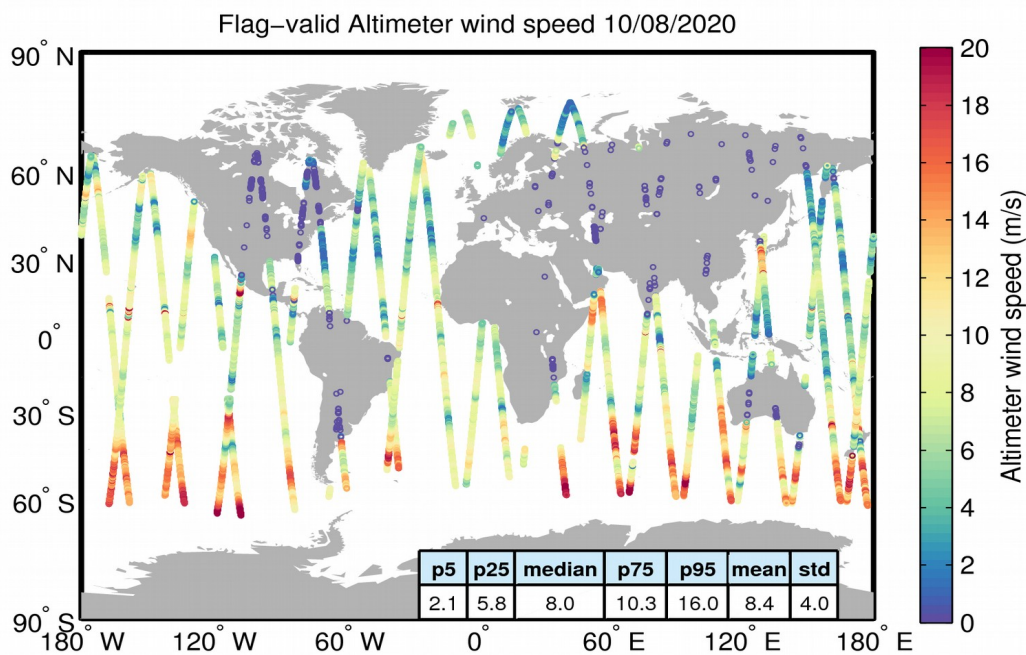 Flag-valid Altimeter wind speed 10/08/2020
90° N
60° N
30° N
0°
30° S
60° S
90° S
180° W
120° W
60° W
0°
60° E
120° E
180° E
p5 p25 median p75 p95 mean std
2.1 5.8 8.0 10.3 16.0 8.4 4.0
20
18
16
14
12
10
8
6
4
2
0
Altimeter wind speed (m/s)